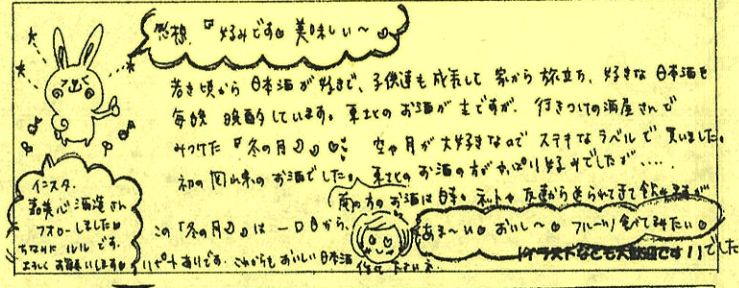 感想、『好みです 美味しい〜
若き頃から日本酒が好きで、子供達も成長して家から旅立ち、好きな日本酒を
毎晩 晩酌しています。東北のお酒が主ですが、行きつけの酒屋さんで
みつけた『冬の月』 空や月が大好きなのでステキなラベルで買いました。
初の岡山県のお酒でした。東北のお酒の方がやっぱり好みでしたが‥‥
(西の方のお酒は日本 ネットや友達から送られてきて飲む
この『冬の月』は一口目から、
あま〜い おいし〜 フルーツ食べてるみたい
でした
リピートありです。これからもおいしい日本酒
作って下さいネ
イラストなども大歓迎です！
インスタ、
嘉美心酒造さん
フォローしました
ちなみに ルル です。
よろしくお願いします